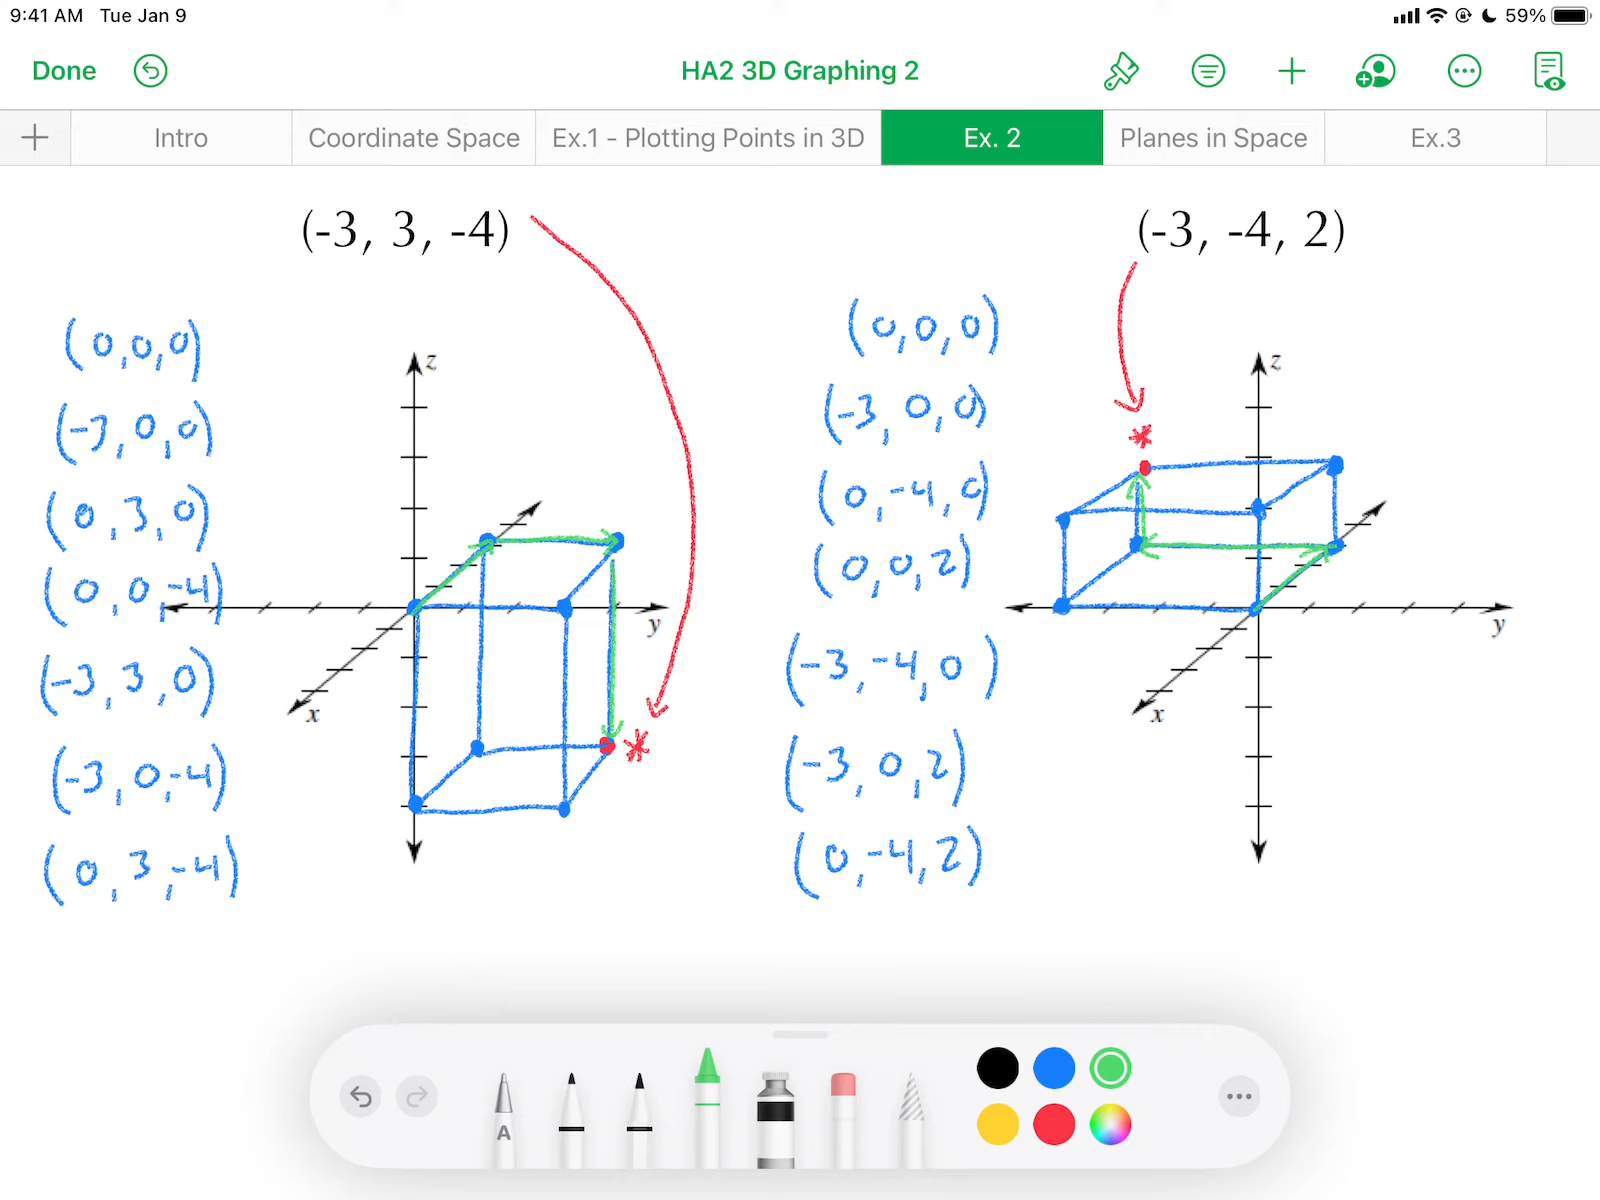 9:41 AM Tue Jan 9 59%
Done HA2 3D Graphing 2
Intro Coordinate Space Ex.1 - Plotting Points in 3D Ex. 2 Planes in Space Ex.3
(-3, 3, -4)
(0,0,0)
(-3,0,0)
(0,3,0)
(0,0,-4)
(-3,3,0)
(-3,0,-4)
(0,3,-4)
z
y
x
*
(-3, -4, 2)
(0,0,0)
(-3,0,0)
(0,-4,0)
(0,0,2)
(-3,-4,0)
(-3,0,2)
(0,-4,2)
z
*
y
x
A